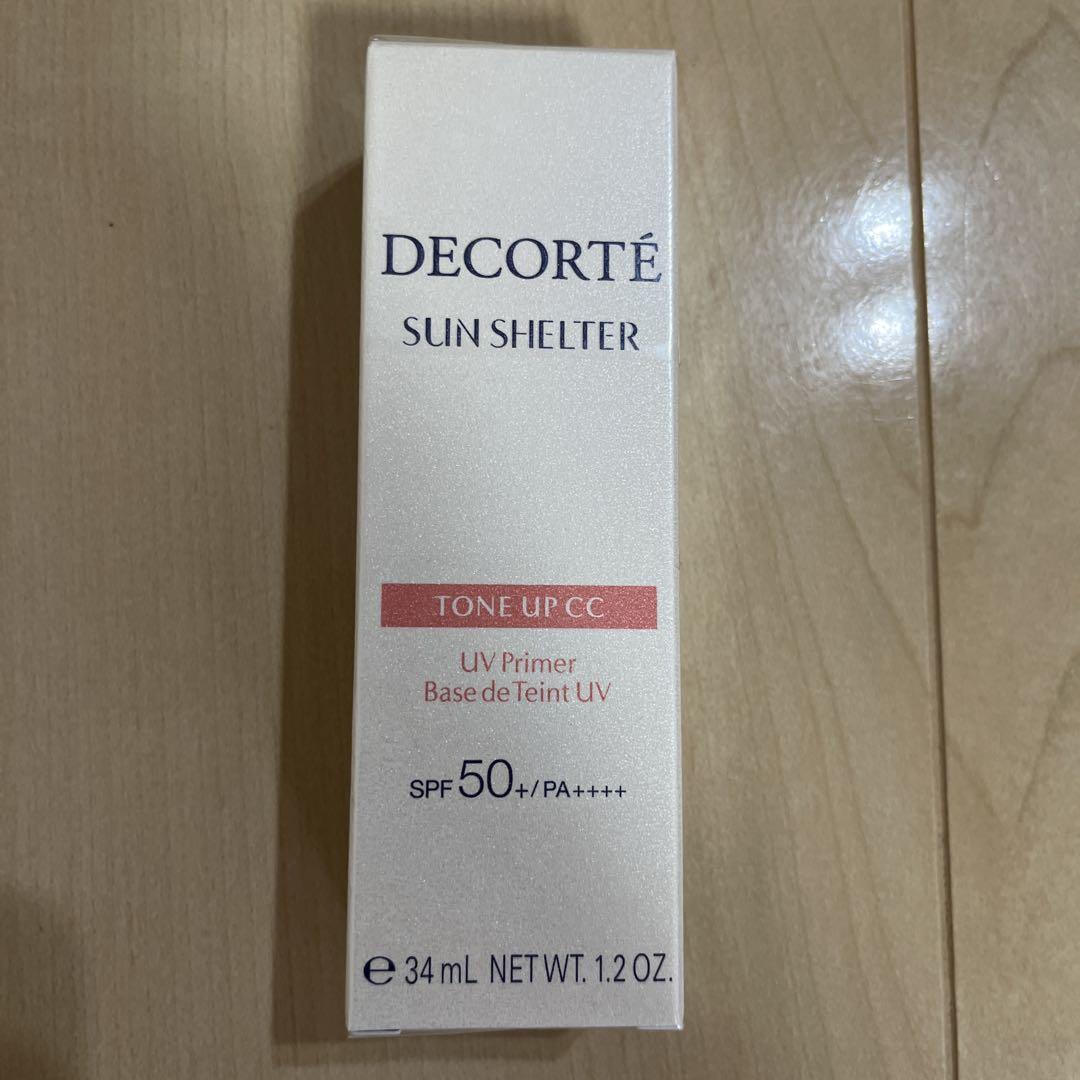 DECORTÉ
SUN SHELTER
TONE UP CC
UV Primer
Base de Teint UV
SPF 50+/PA++++
℮ 34 mL NET WT. 1.2 OZ.